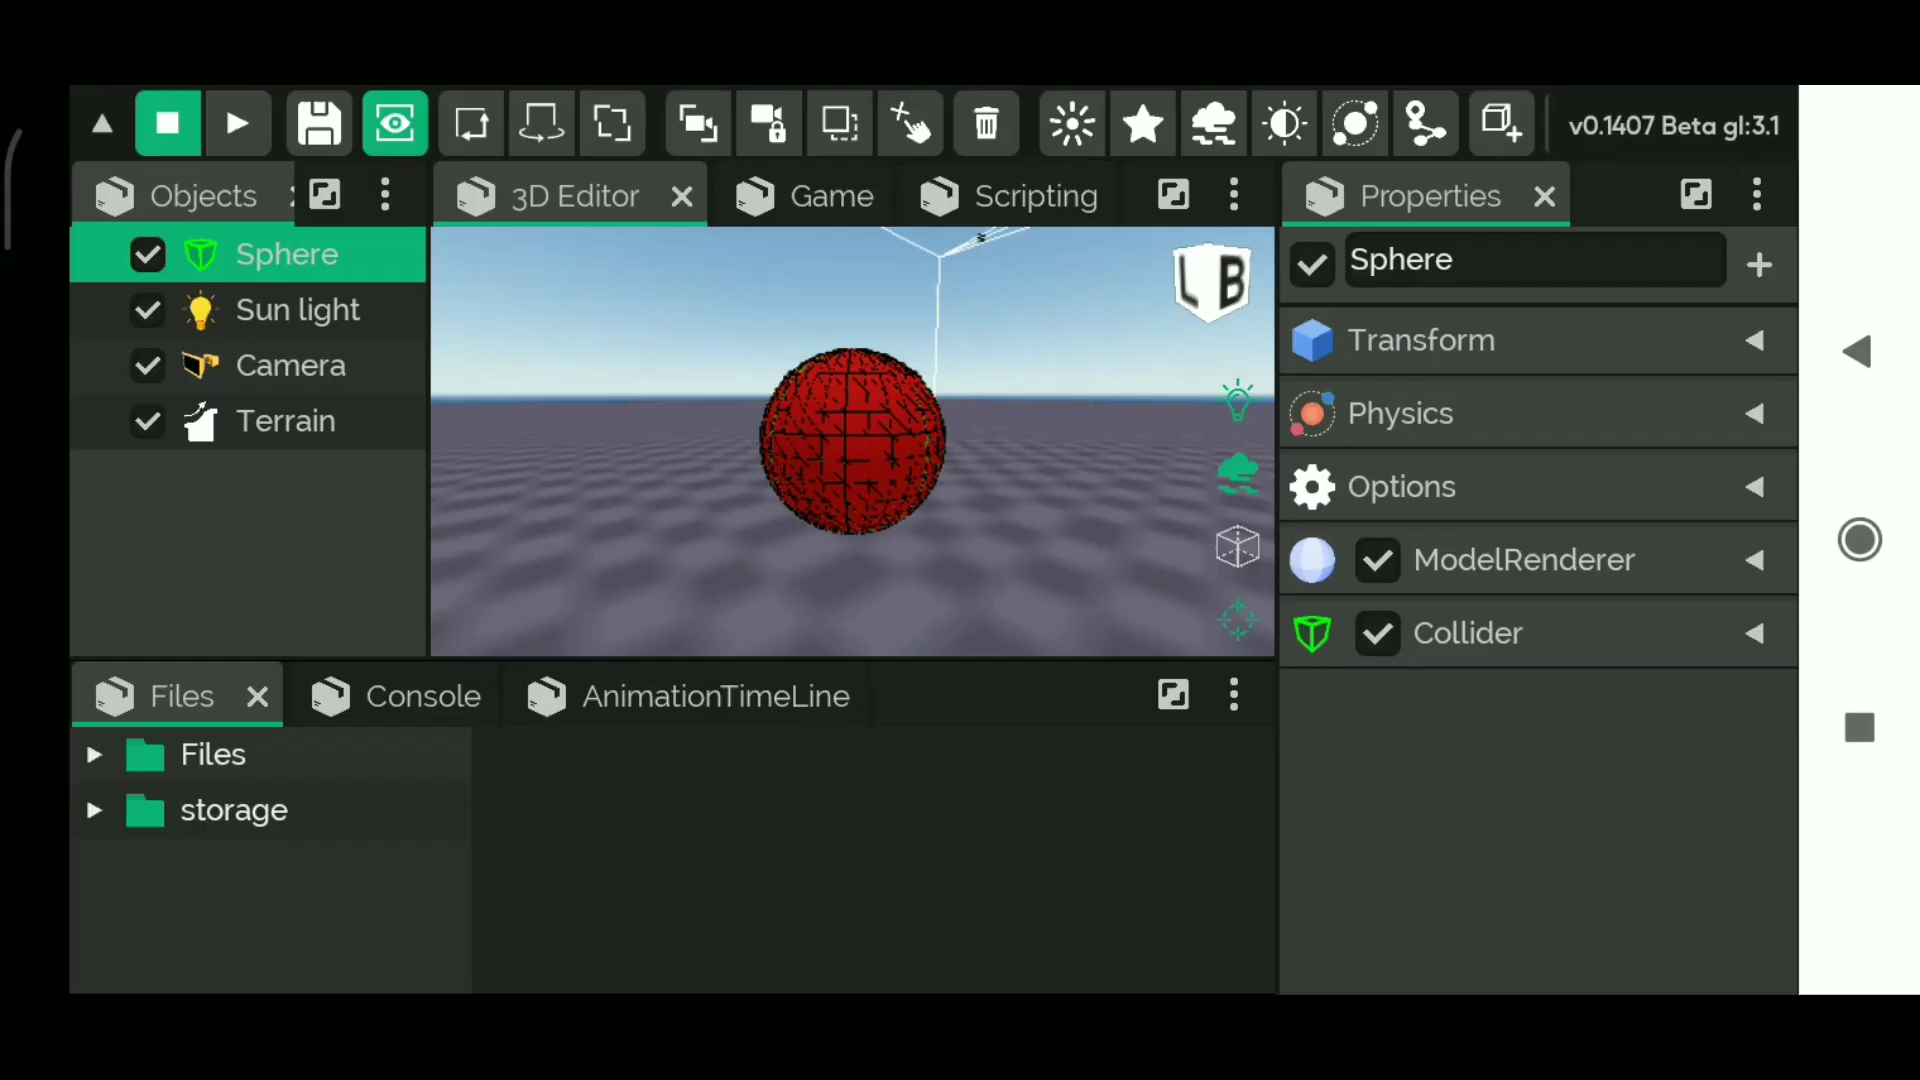 v0.1407 Beta gl:3.1
Objects
3D Editor
Game
Scripting
Properties
Sphere
Sun light
Camera
Terrain
L B
Sphere
Transform
Physics
Options
ModelRenderer
Collider
Files
Console
AnimationTimeLine
Files
storage